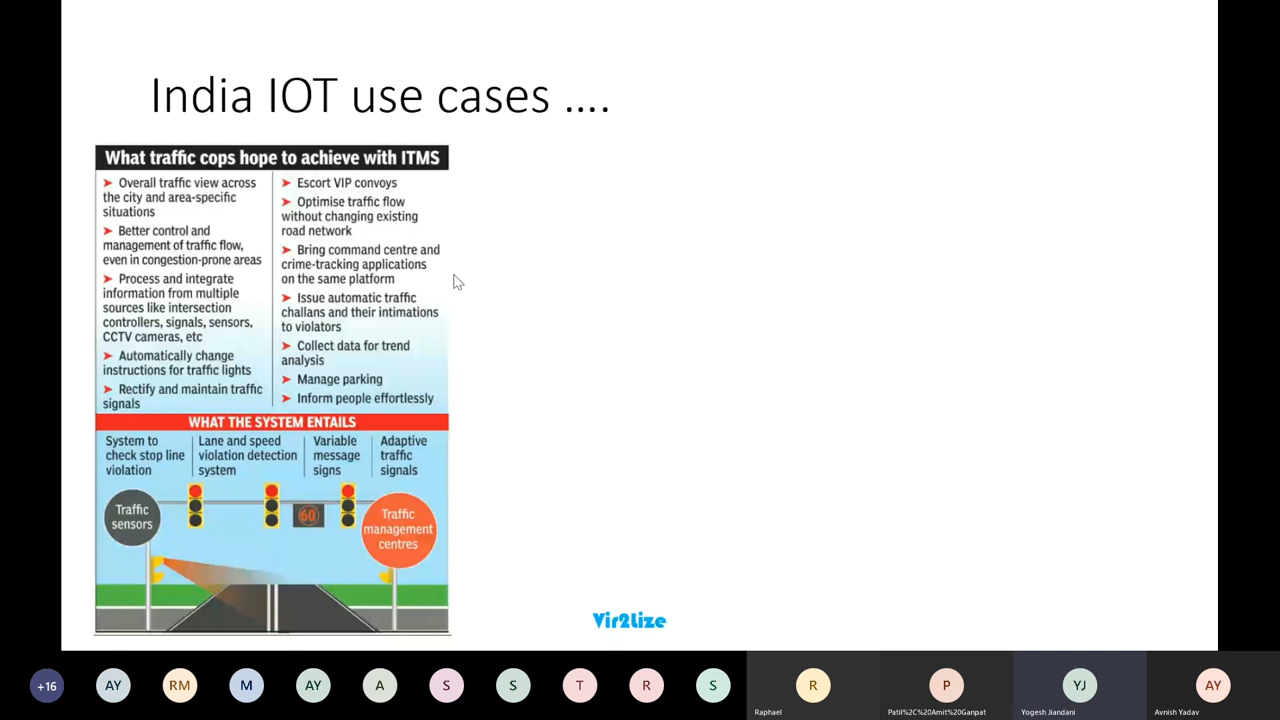 India IOT use cases ....
What traffic cops hope to achieve with ITMS
➤ Overall traffic view across
the city and area-specific
situations
➤ Better control and
management of traffic flow,
even in congestion-prone areas
➤ Process and integrate
information from multiple
sources like intersection
controllers, signals, sensors,
CCTV cameras, etc
➤ Automatically change
instructions for traffic lights
➤ Rectify and maintain traffic
signals
➤ Escort VIP convoys
➤ Optimise traffic flow
without changing existing
road network
➤ Bring command centre and
crime-tracking applications
on the same platform
➤ Issue automatic traffic
challans and their intimations
to violators
➤ Collect data for trend
analysis
➤ Manage parking
➤ Inform people effortlessly
WHAT THE SYSTEM ENTAILS
System to
check stop line
violation
Lane and speed
violation detection
system
Variable
message
signs
Adaptive
traffic
signals
Traffic
sensors
60
Traffic
management
centres
Vir2Lize
+16
AY
RM
M
AY
A
S
S
T
R
S
R
Raphael
P
Patil%2C%20Amit%20Ganpat
YJ
Yogesh Jiandani
AY
Avnish Yadav